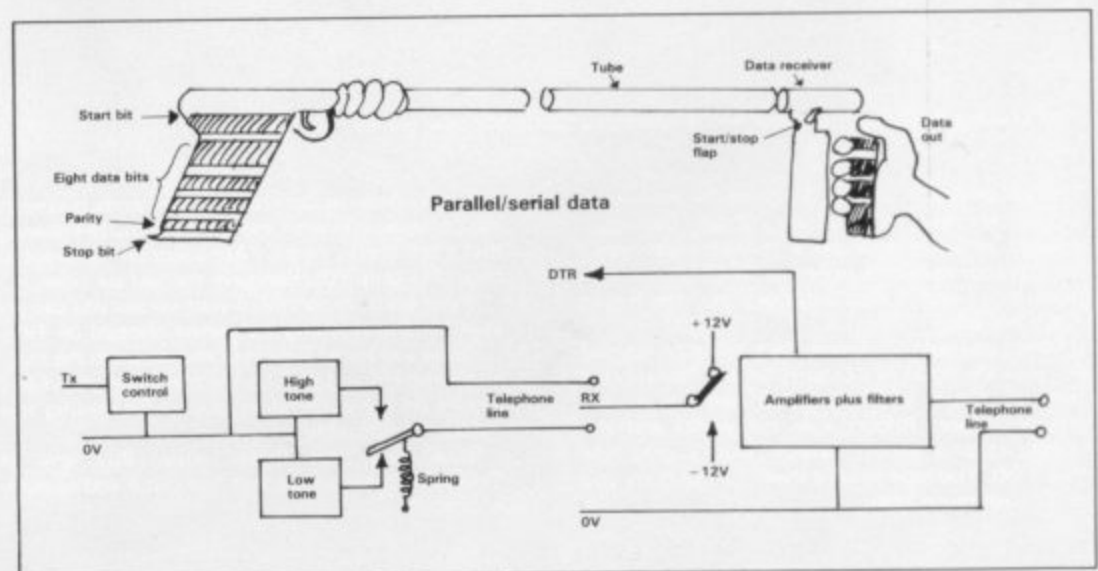 Tube
Data receiver
Start bit
Start/stop
flap
Data
out
Eight data bits
Parallel/serial data
Parity
Stop bit
DTR
+12V
Tx
Switch
control
High
tone
Telephone
line
RX
Amplifiers plus filters
Telephone
line
0V
Low
tone
Spring
−12V
0V